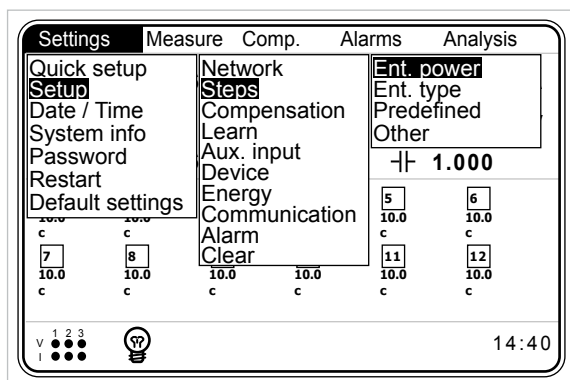 Settings Measure Comp. Alarms Analysis
Quick setup
Setup
Date / Time
System info
Password
Restart
Default settings
Network
Steps
Compensation
Learn
Aux. input
Device
Energy
Communication
Alarm
Clear
Ent. power
Ent. type
Predefined
Other
1.000
5 6
10.0 10.0 10.0
c c c c
7 8 11 12
10.0 10.0 10.0 10.0 10.0 10.0
c c c c c c
1 2 3
V
I
14:40